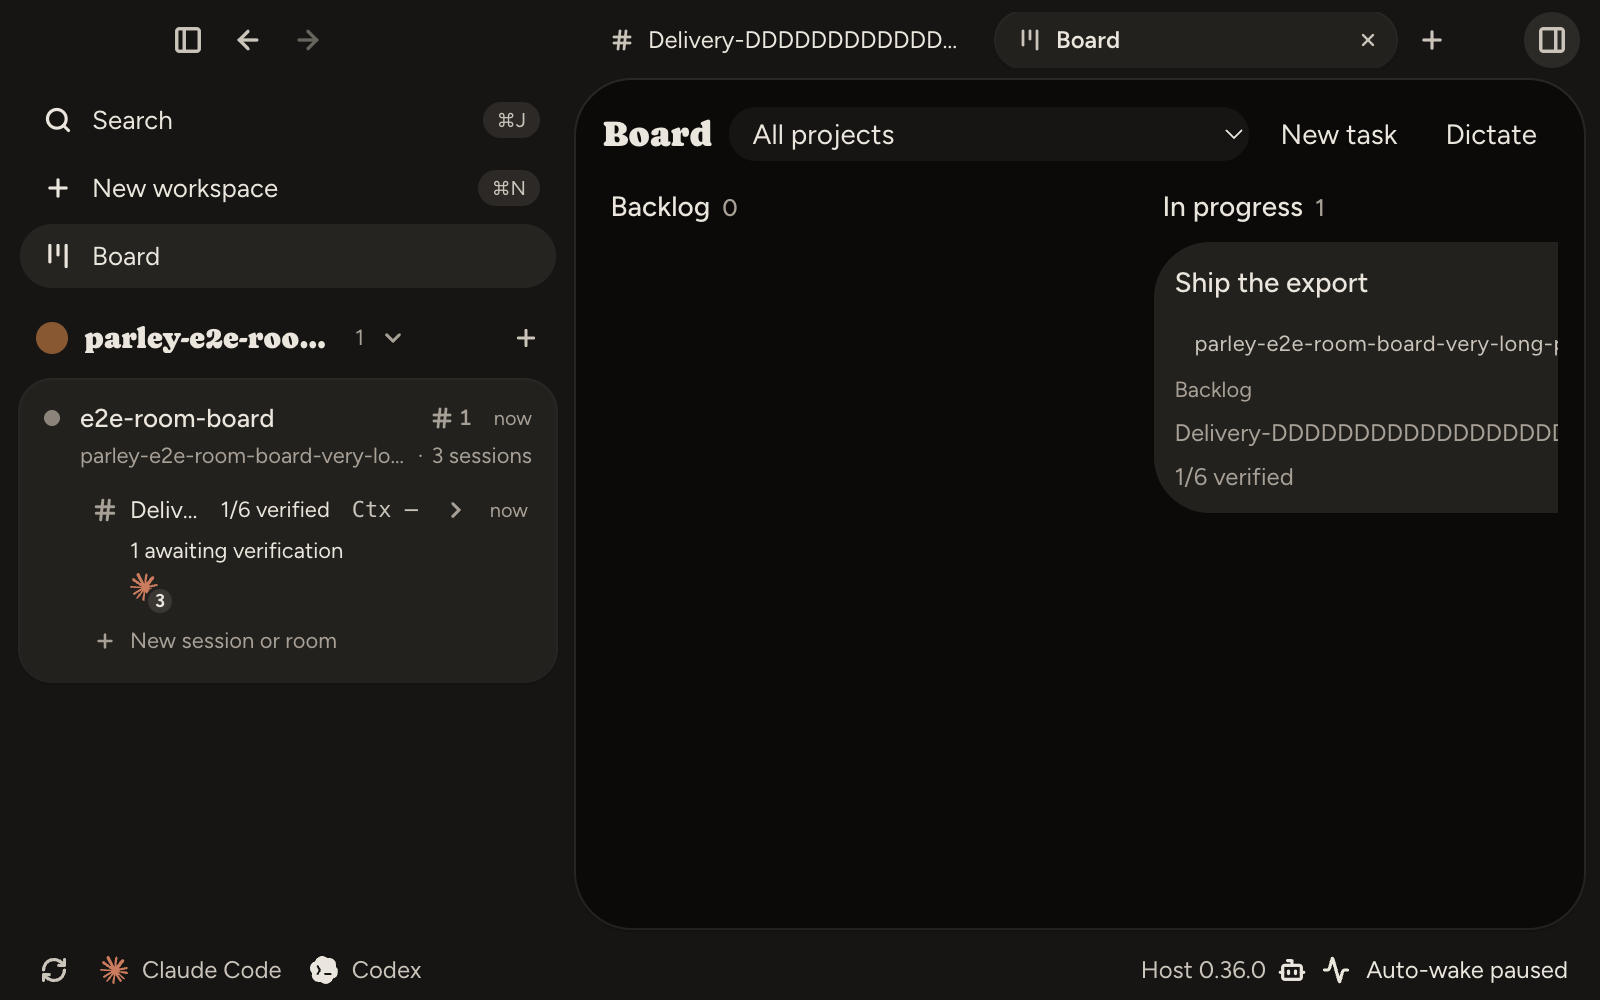 Delivery-DDDDDDDDDDDD...
Board
Search ⌘J
New workspace ⌘N
Board
parley-e2e-roo... 1
e2e-room-board # 1 now
parley-e2e-room-board-very-lo... · 3 sessions
# Deliv... 1/6 verified Ctx – now
1 awaiting verification
3
New session or room
Board All projects New task Dictate
Backlog 0
In progress 1
Ship the export
parley-e2e-room-board-very-long-p
Backlog
Delivery-DDDDDDDDDDDDDDDDDD
1/6 verified
Claude Code Codex
Host 0.36.0 Auto-wake paused